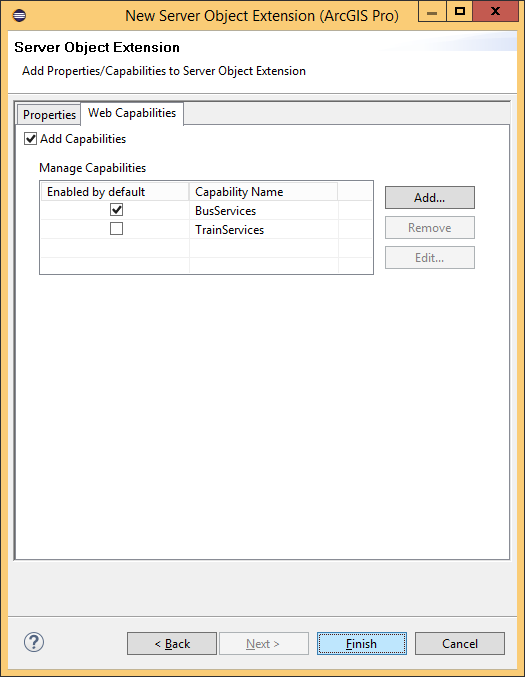 New Server Object Extension (ArcGIS Pro)
Server Object Extension
Add Properties/Capabilities to Server Object Extension
Properties
Web Capabilities
Add Capabilities
Manage Capabilities
Enabled by default
Capability Name
BusServices
TrainServices
Add...
Remove
Edit...
?
< Back
Next >
Finish
Cancel